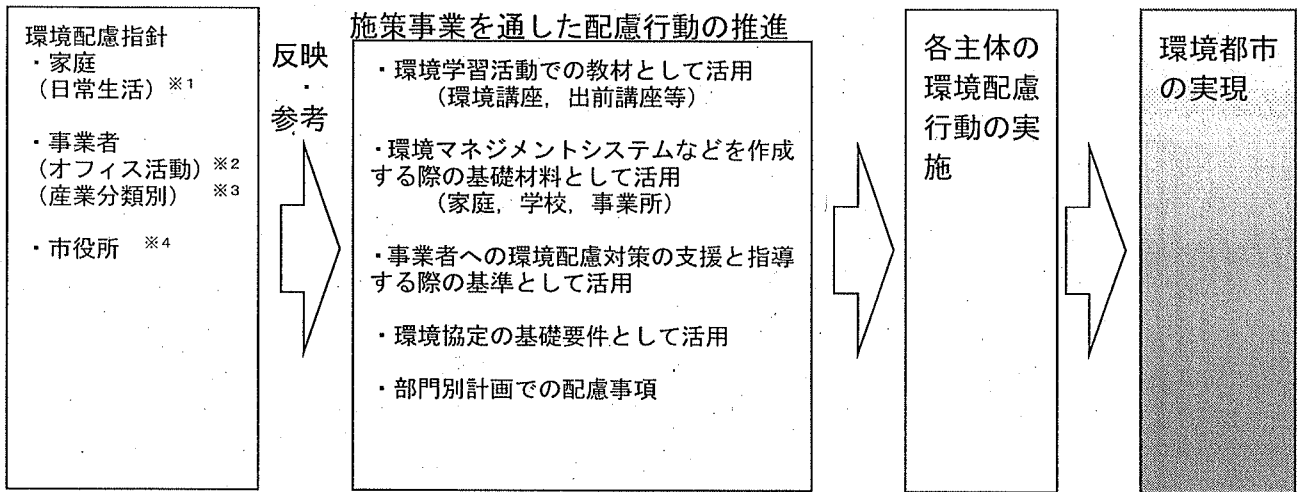 環境配慮指針
・家庭
(日常生活) ※1
・事業者
(オフィス活動) ※2
(産業分類別) ※3
・市役所 ※4
反映
・
参考
施策事業を通した配慮行動の推進
・環境学習活動での教材として活用
(環境講座，出前講座等)
・環境マネジメントシステムなどを作成
する際の基礎材料として活用
(家庭，学校，事業所)
・事業者への環境配慮対策の支援と指導
する際の基準として活用
・環境協定の基礎要件として活用
・部門別計画での配慮事項
各主体の
環境配慮
行動の実
施
環境都市
の実現